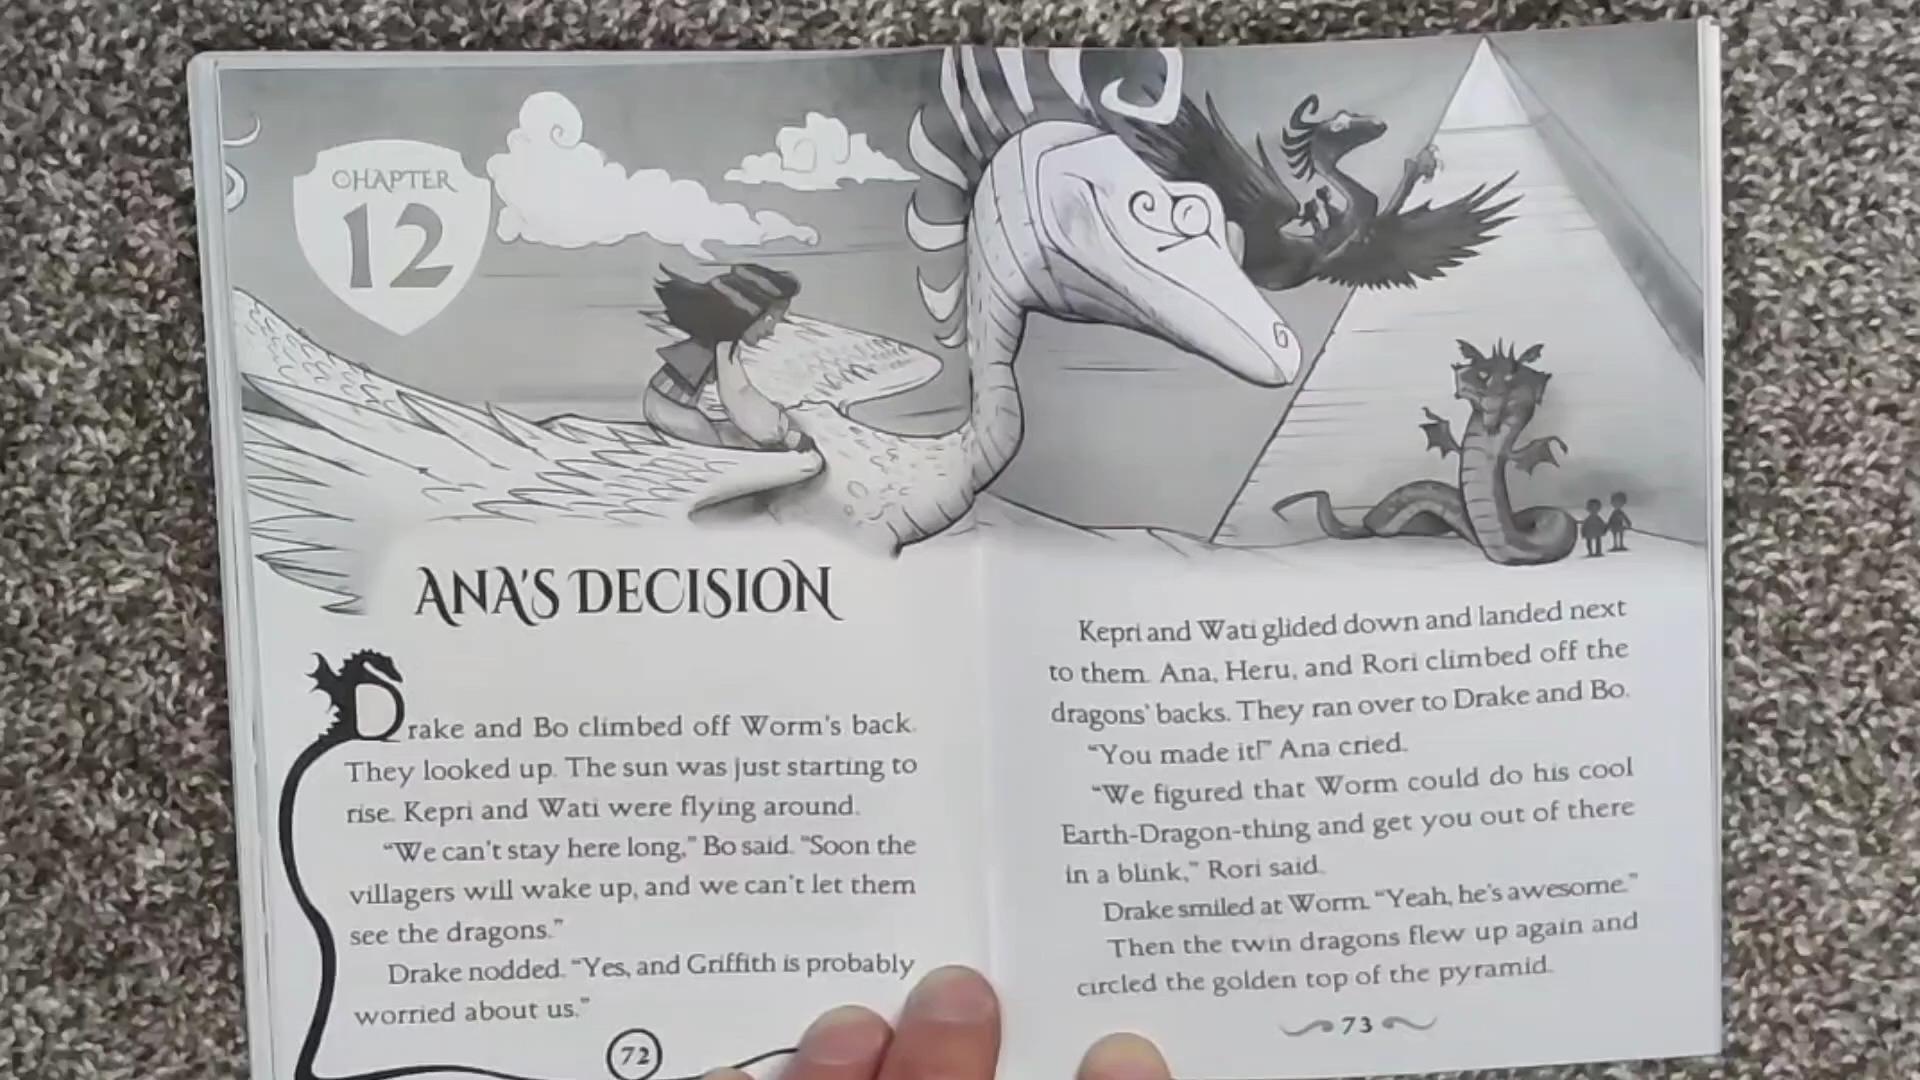 CHAPTER
12
ANA'S DECISION
Drake and Bo climbed off Worm's back.
They looked up. The sun was just starting to
rise. Kepri and Wati were flying around.
“We can't stay here long,” Bo said. “Soon the
villagers will wake up, and we can't let them
see the dragons.”
Drake nodded. “Yes, and Griffith is probably
worried about us.”
72
Kepri and Wati glided down and landed next
to them. Ana, Heru, and Rori climbed off the
dragons' backs. They ran over to Drake and Bo.
“You made it!” Ana cried.
“We figured that Worm could do his cool
Earth-Dragon-thing and get you out of there
in a blink,” Rori said.
Drake smiled at Worm. “Yeah, he's awesome.”
Then the twin dragons flew up again and
circled the golden top of the pyramid.
73